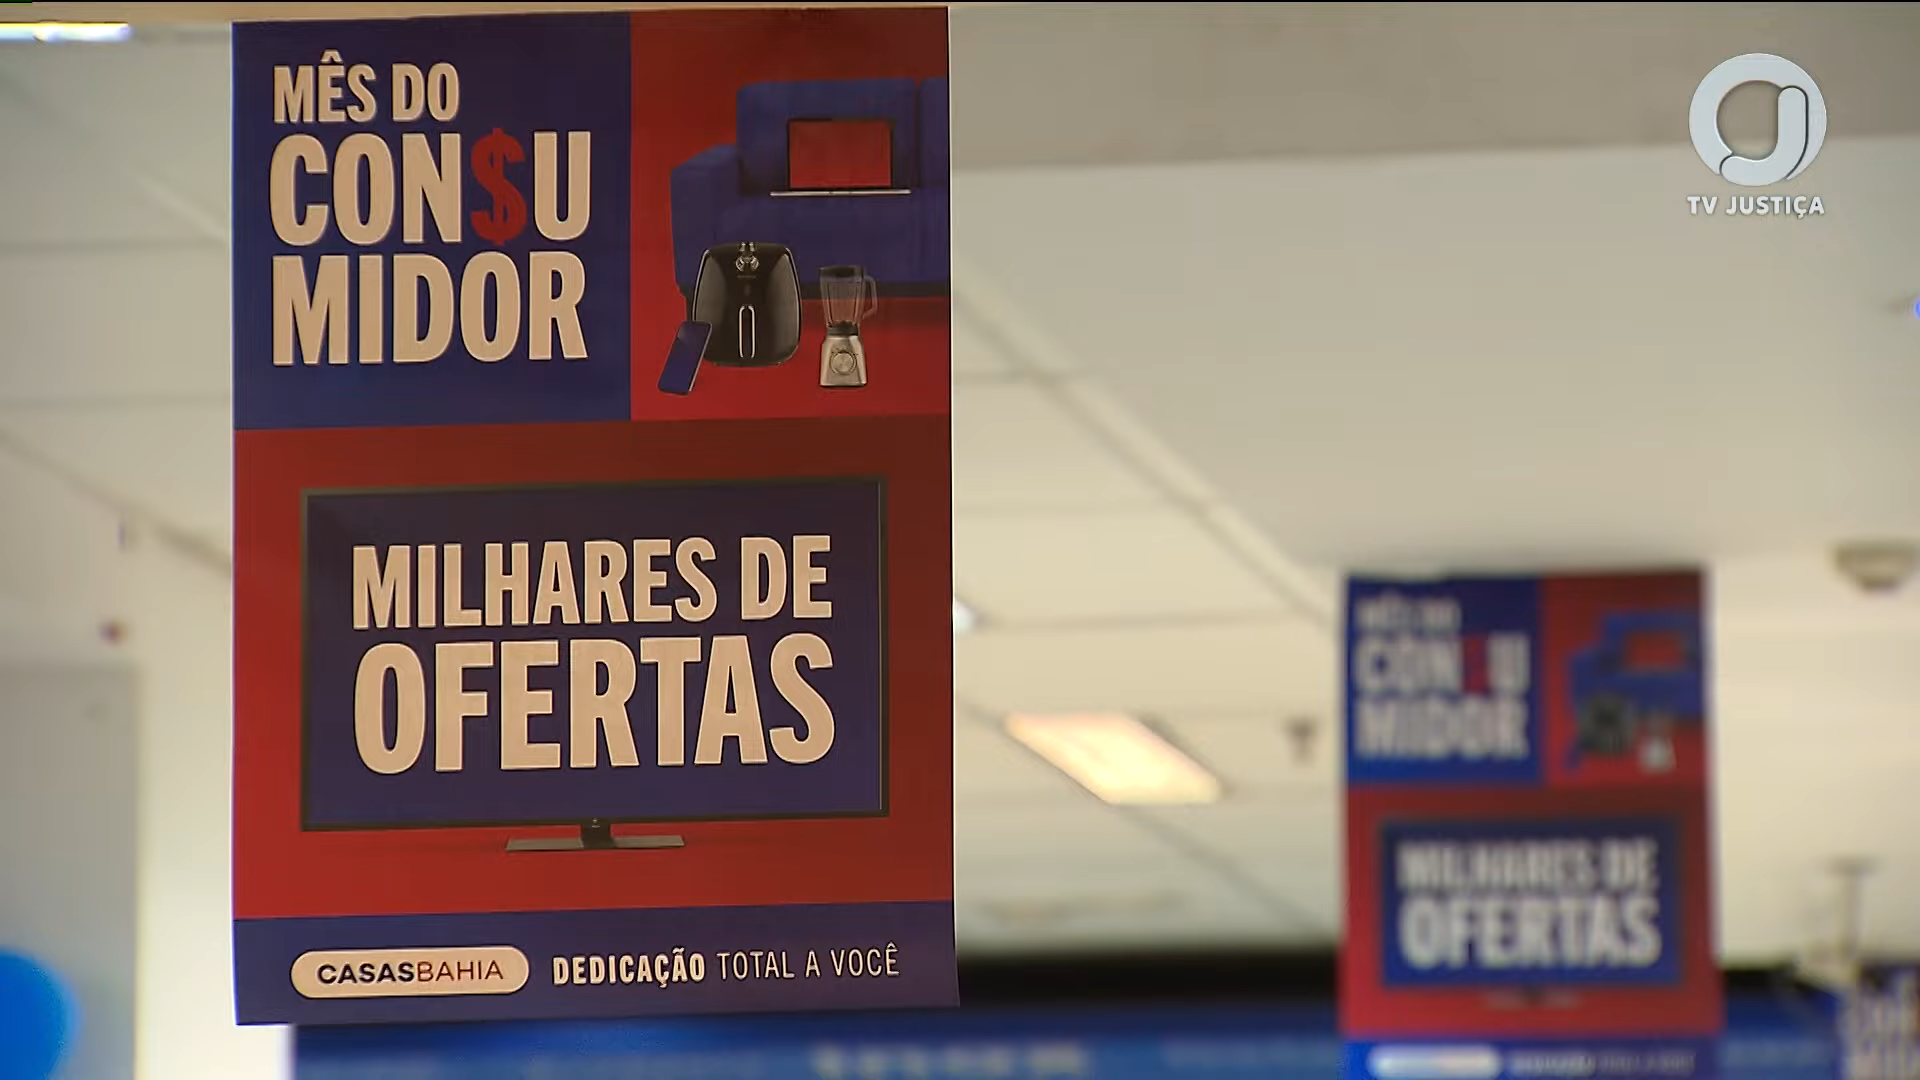 MÊS DO
CON$U
MIDOR
MILHARES DE
OFERTAS
CASASBAHIA DEDICAÇÃO TOTAL A VOCÊ
TV JUSTIÇA
MÊS DO
CON$U
MIDOR
MILHARES DE
OFERTAS